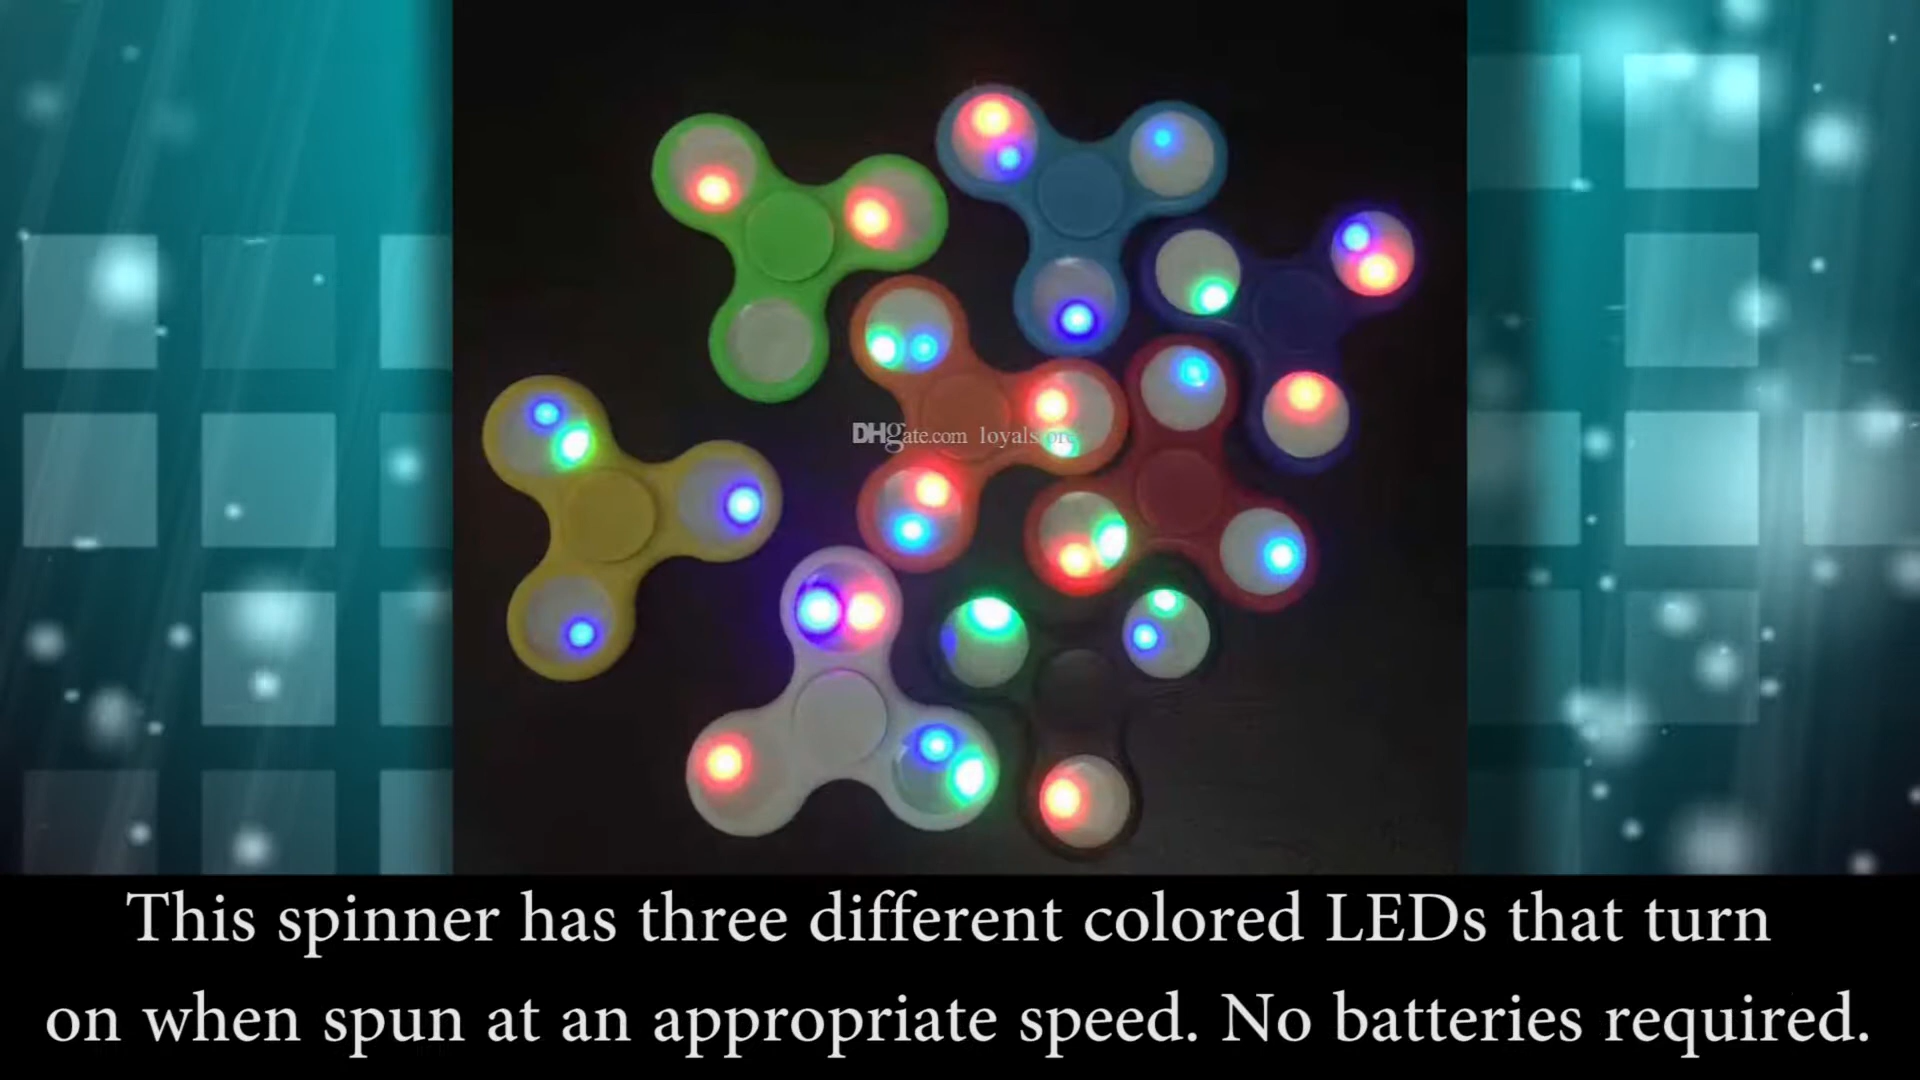 DHgate.com loyalstore
This spinner has three different colored LEDs that turn
on when spun at an appropriate speed. No batteries required.